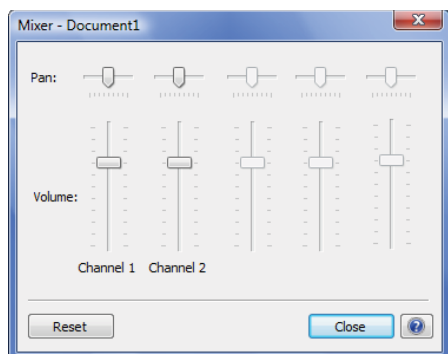 Mixer - Document1
Pan:
Volume:
Channel 1 Channel 2
Reset Close